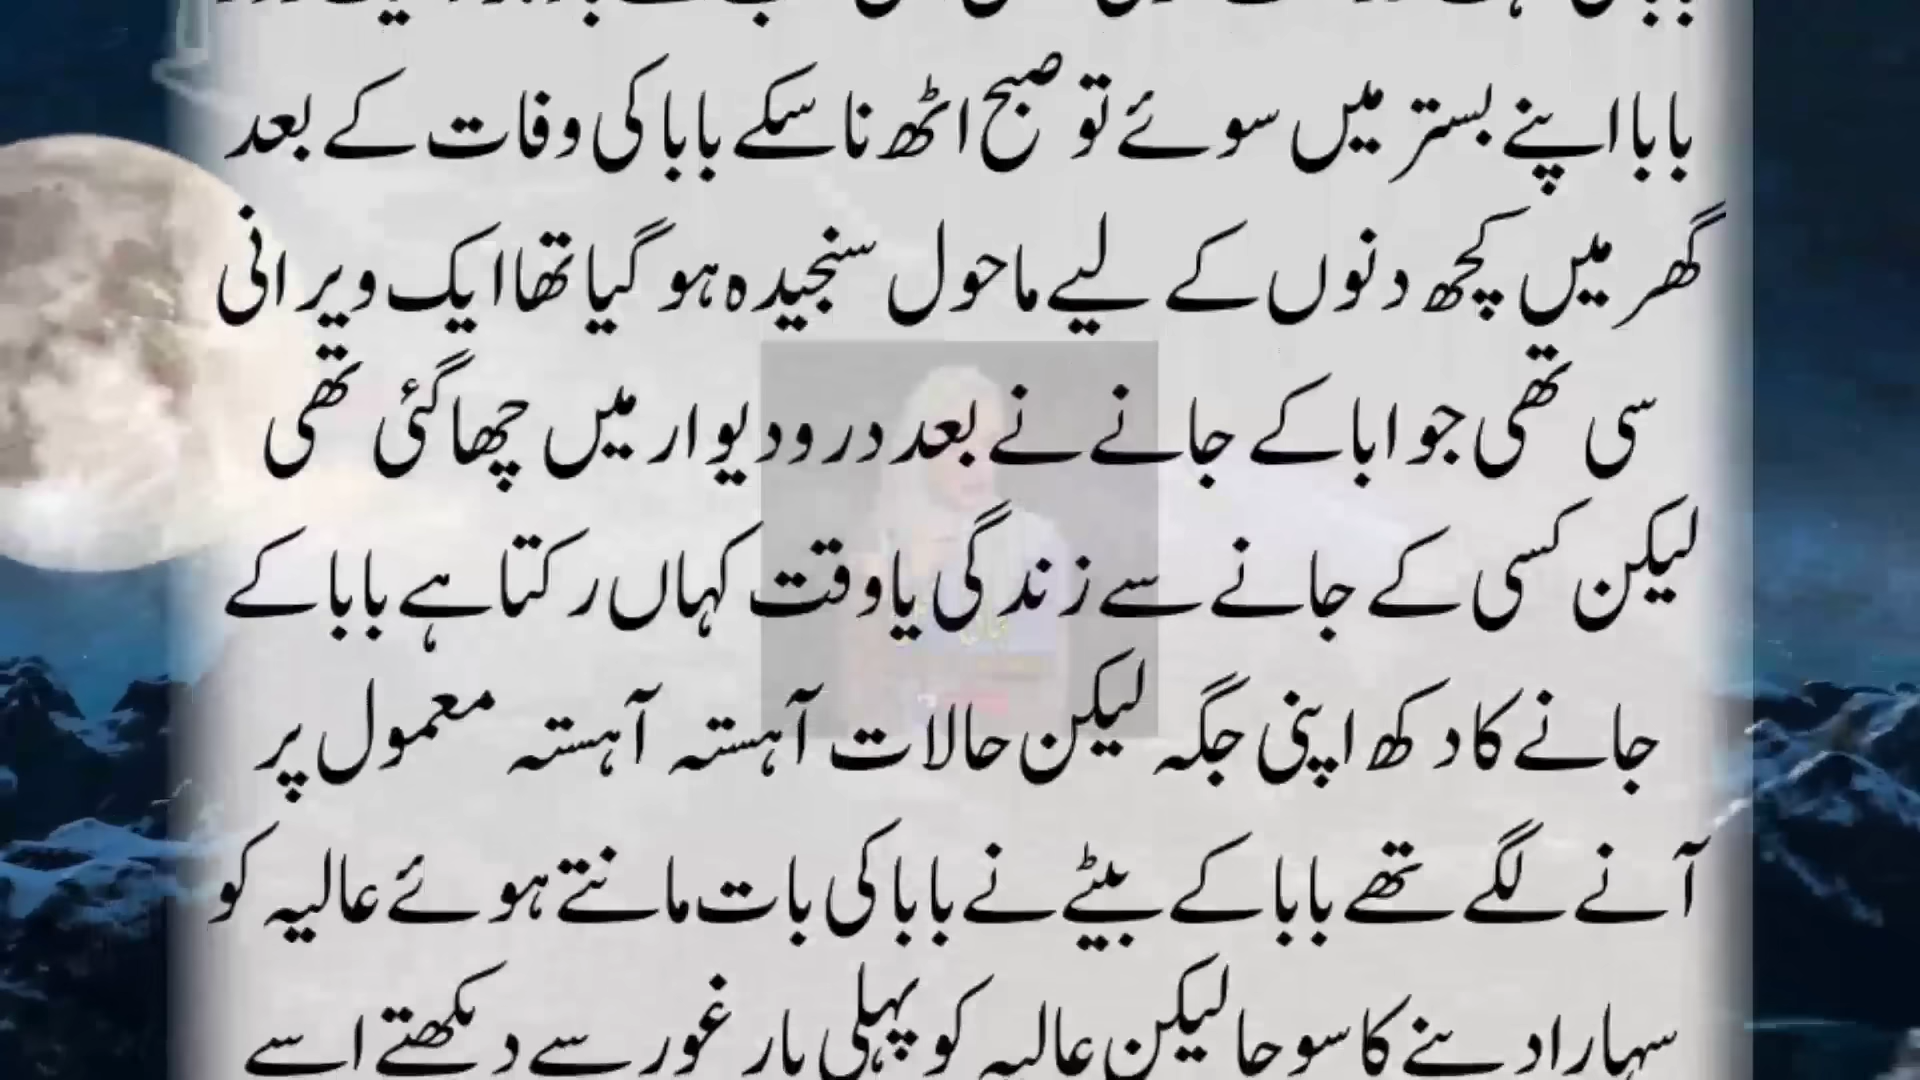 بابا اپنے بستر میں سوئے تو صبح اٹھ نا سکے بابا کی وفات کے بعد
گھر میں کچھ دنوں کے لیے ماحول سنجیدہ ہو گیا تھا ایک ویرانی
سی تھی جو ابا کے جانے نے بعد در و دیوار میں چھا گئی تھی
لیکن کسی کے جانے سے زندگی یا وقت کہاں رکتا ہے بابا کے
جانے کا دکھ اپنی جگہ لیکن حالات آہستہ آہستہ معمول پر
آنے لگے تھے بابا کے بیٹے نے بابا کی بات مانتے ہوئے عالیہ کو
سہارا دینے کا سوچا لیکن عالیہ کو پہلی بار غور سے دیکھتے اسے